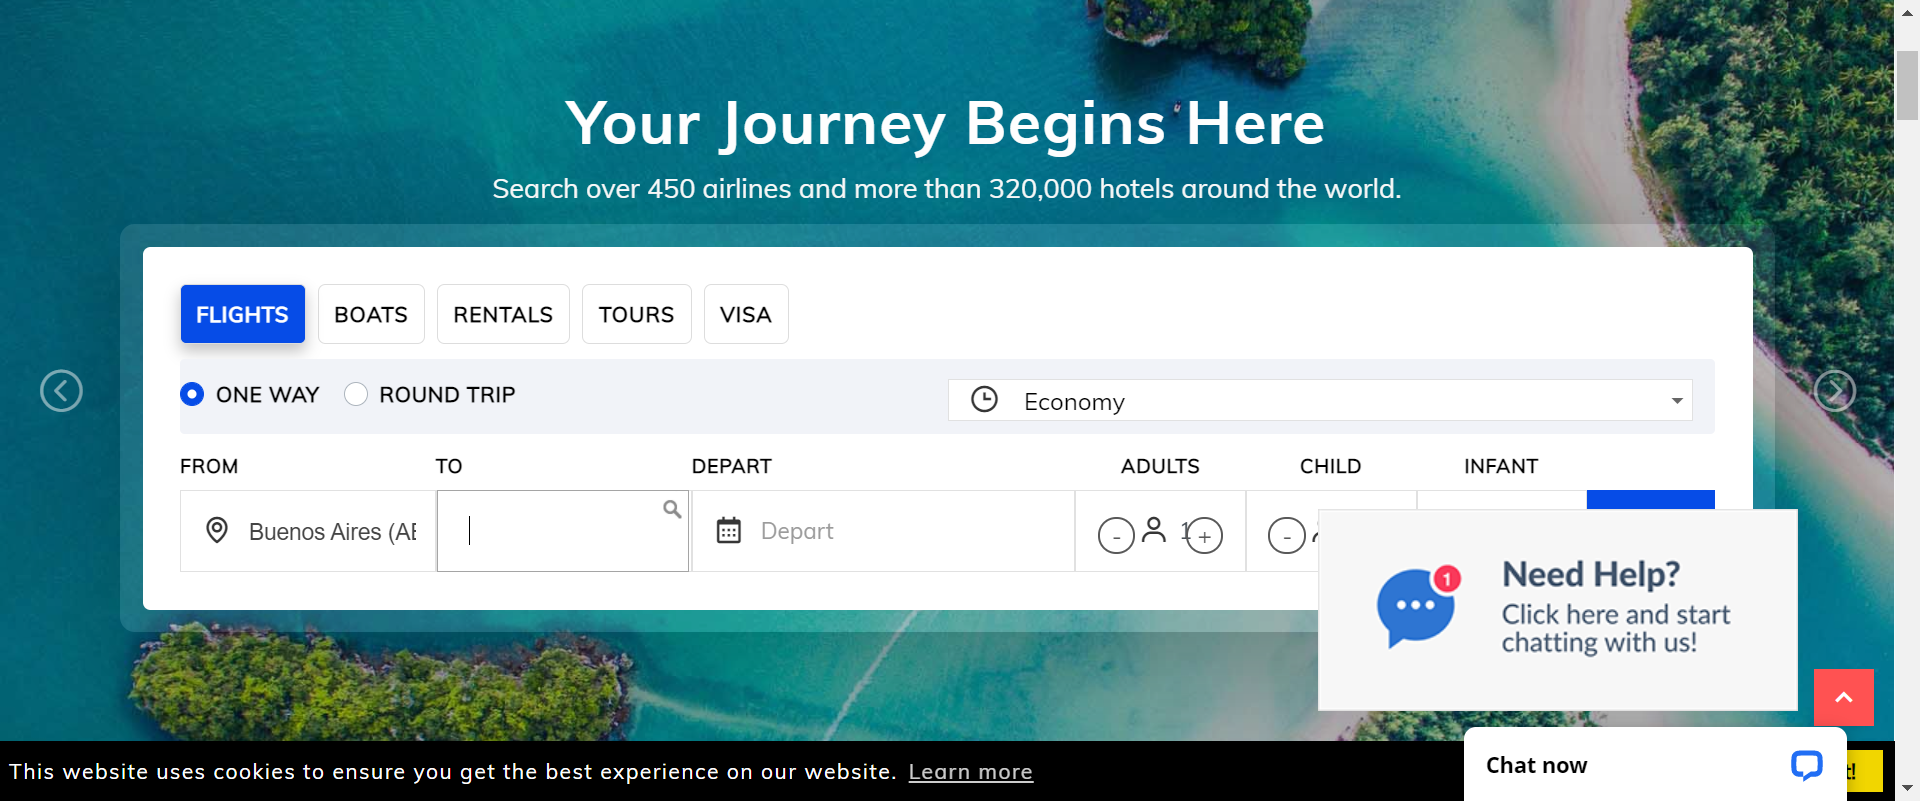 Your Journey Begins Here
Search over 450 airlines and more than 320,000 hotels around the world.
FLIGHTS
BOATS
RENTALS
TOURS
VISA
ONE WAY
ROUND TRIP
Economy
FROM
TO
DEPART
ADULTS
CHILD
INFANT
Buenos Aires (AE
Depart
-
1
+
-
1
Need Help?
Click here and start
chatting with us!
This website uses cookies to ensure you get the best experience on our website. Learn more
Chat now